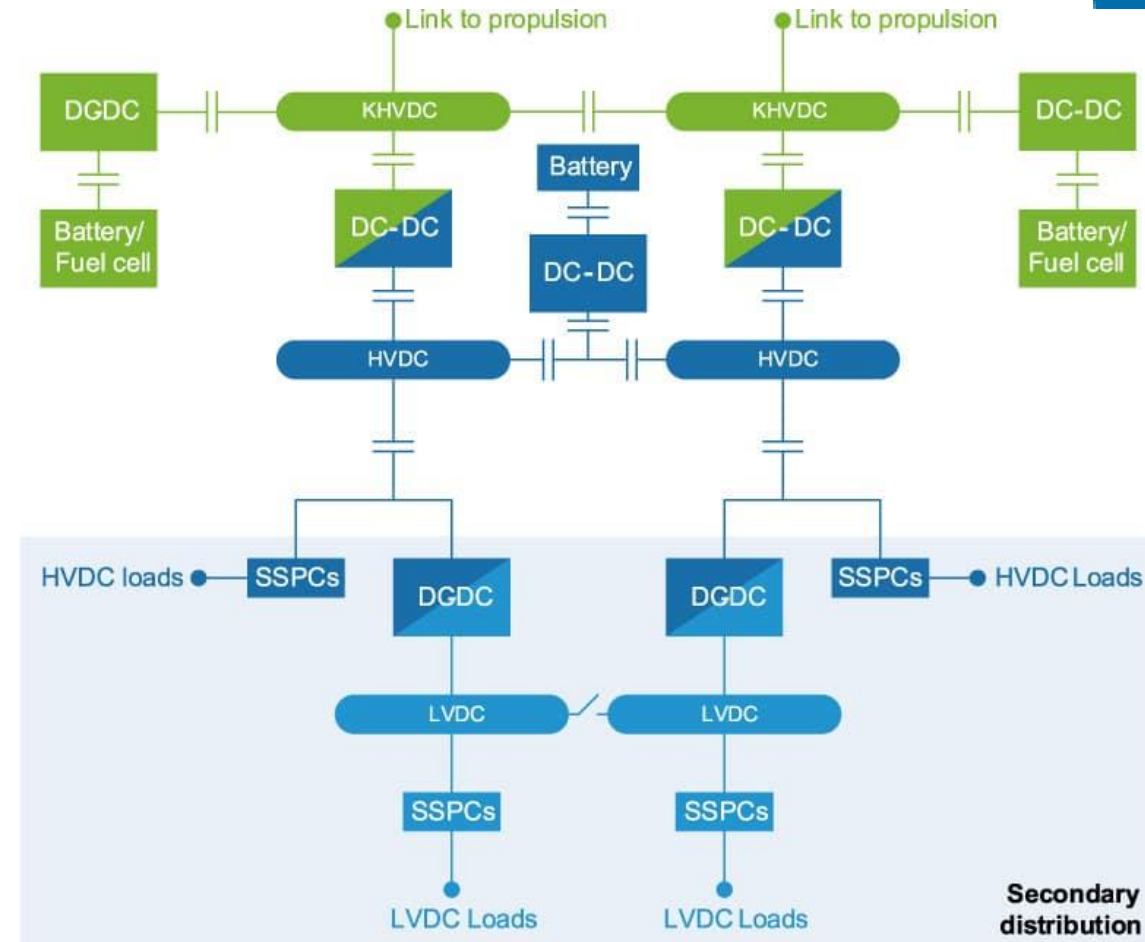 Link to propulsion
Link to propulsion
DGDC
KHVDC
KHVDC
DC-DC
Battery
Battery/
Fuel cell
DC-DC
DC-DC
DC-DC
Battery/
Fuel cell
HVDC
HVDC
HVDC loads
SSPCs
DGDC
DGDC
SSPCs
HVDC Loads
LVDC
LVDC
SSPCs
SSPCs
LVDC Loads
LVDC Loads
Secondary
distribution